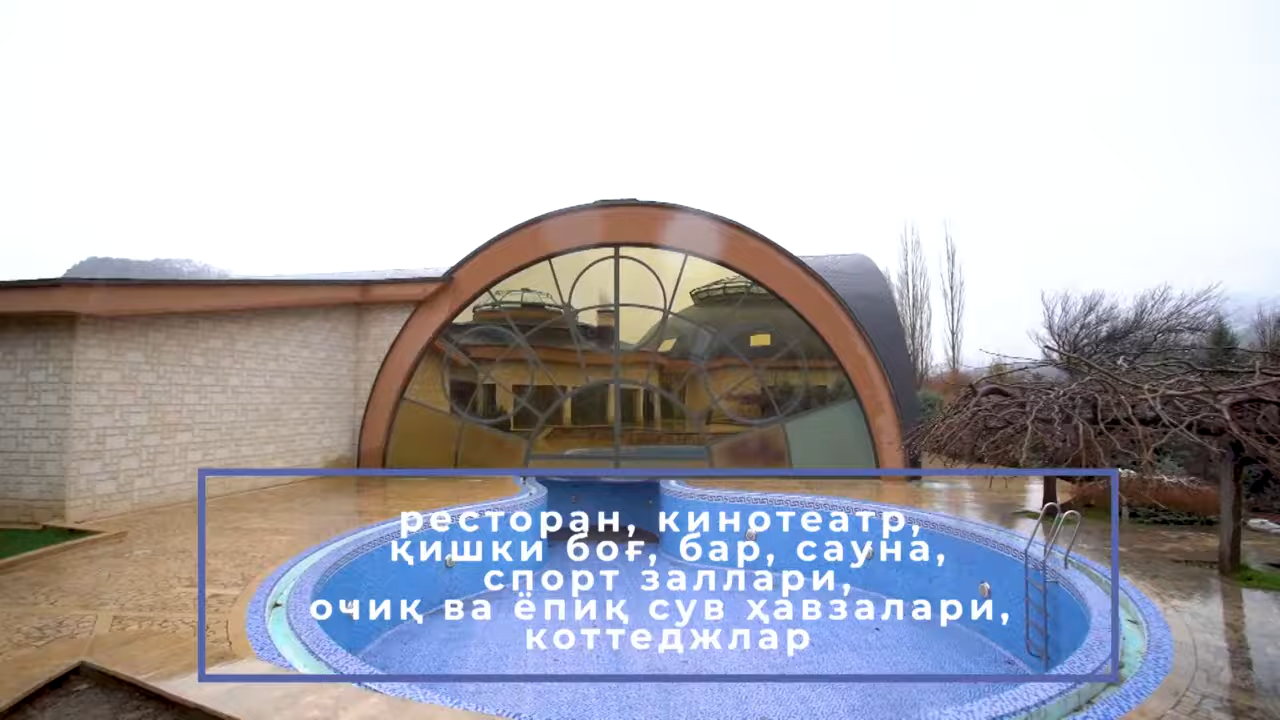 ресторан, кинотеатр,
қишки боғ, бар, сауна,
спорт заллари,
очиқ ва ёпиқ сув ҳавзалари,
коттеджлар